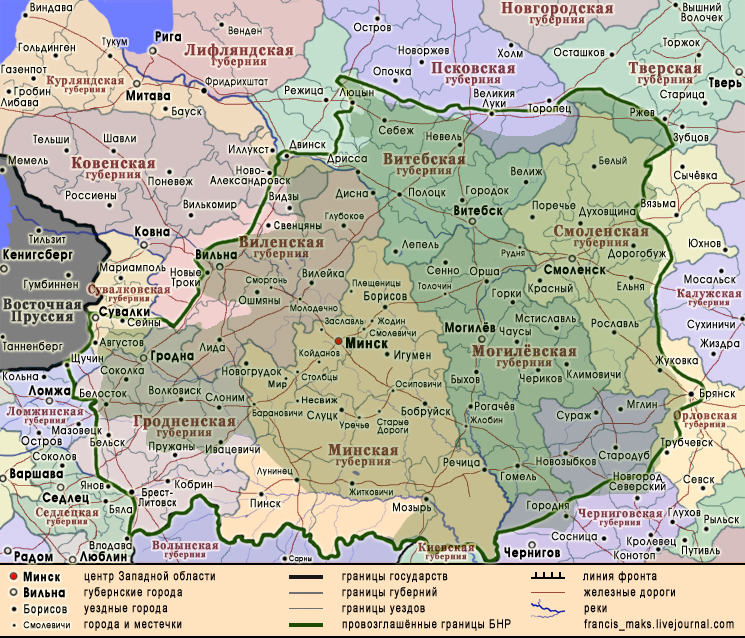 Виндава
Гольдинген
Газенпот
Гробин
Либава
Тукум
Рига
Венден
Лифляндская
губерния
Курляндская
губерния
Митава
Бауск
Фридрихштат
Остров
Новоржев
Опочка
Холм
Псковская
губерния
Великия
Луки
Торопец
Новгородская
губерния
Осташков
Вышний
Волочек
Торжок
Тверская
губерния
Тверь
Старица
Ржев
Зубцов
Режица
Люцын
Себеж
Невель
Двинск
Дрисса
Тельши
Шавли
Иллукст
Мемель
Ковенская
губерния
Поневеж
Ново-
Александровск
Россиены
Вилькомир
Видзы
Витебская
губерния
Велиж
Белый
Сычёвка
Дисна
Полоцк
Городок
Витебск
Поречье
Духовщина
Вязьма
Свенцяны
Глубокое
Смоленская
губерния
Юхнов
Дорогобуж
Тильзит
Кенигсберг
Гумбиннен
Восточная
Пруссия
Танненберг
Ковна
Мариамполь
Сувалковская
губерния
Сувалки
Сейны
Новые
Троки
Вильна
Виленская
губерния
Сморгонь
Ошмяны
Вилейка
Молодечно
Лепель
Сенно
Толочин
Орша
Рудня
Смоленск
Красный
Ельня
Мосальск
Калужская
губерния
Сухиничи
Жиздра
Плещеницы
Борисов
Заславль
Жодин
Смолевичи
Минск
Игумен
Койданов
Столбцы
Горки
Мстиславль
Могилёв
Чаусы
Могилёвская
губерния
Рославль
Чериков
Климовичи
Жуковка
Августов
Щучин
Соколка
Гродна
Лида
Новогрудок
Мир
Несвиж
Барановичи
Слуцк
Уречье
Старые
Дороги
Осиповичи
Бобруйск
Быхов
Рогачёв
Жлобин
Кольна
Ломжа
Ломжинская
губерния
Белосток
Волковиск
Слоним
Гродненская
губерния
Мазовецк
Остров
Соколов
Бельск
Пружаны
Ивацевичи
Минская
губерния
Речица
Гомель
Сураж
Мглин
Новозыбков
Стародуб
Брянск
Орловская
губерния
Трубчевск
Севск
Варшава
Седлец
Седлецкая
губерния
Янов
Бяла
Брест-
Литовск
Кобрин
Лунинец
Пинск
Житковичи
Мозырь
Городня
Новгород
Северский
Черниговская
губерния
Глухов
Рыльск
Сосница
Кролевец
Конотоп
Путивль
Чернигов
Киевская
губерния
Влодава
Радом
Люблин
Волынская
губерния
Сарны
Минск центр Западной области
Вильна губернские города
Борисов уездные города
Смолевичи города и местечки
границы государств
границы губерний
границы уездов
провозглашённые границы БНР
линия фронта
железные дороги
реки
francis_maks.livejournal.com